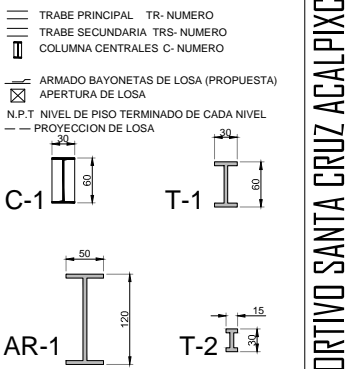 TRABE PRINCIPAL TR- NUMERO
TRABE SECUNDARIA TRS- NUMERO
COLUMNA CENTRALES C- NUMERO
ARMADO BAYONETAS DE LOSA (PROPUESTA)
APERTURA DE LOSA
N.P.T NIVEL DE PISO TERMINADO DE CADA NIVEL
PROYECCION DE LOSA
30
60
C-1
30
60
T-1
50
120
AR-1
15
30
T-2
SANTA CRUZ